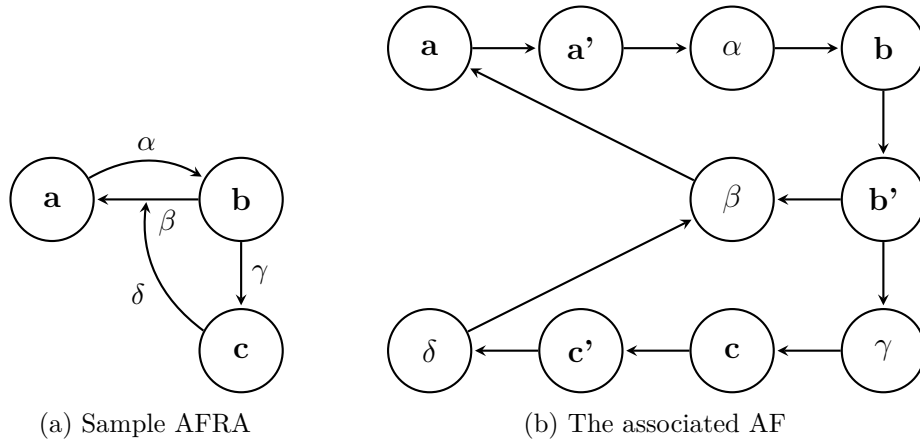 a a' α b
α
a b β b'
β
γ
δ
c δ c' c γ
(a) Sample AFRA (b) The associated AF